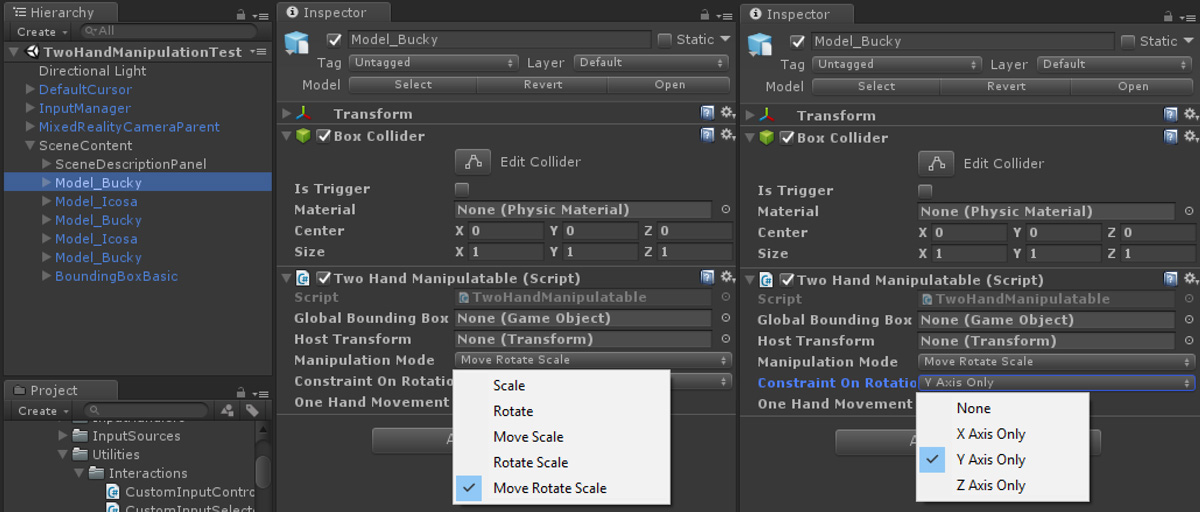 Hierarchy
Create
All
TwoHandManipulationTest
Directional Light
DefaultCursor
InputManager
MixedRealityCameraParent
SceneContent
SceneDescriptionPanel
Model_Bucky
Model_Icosa
Model_Bucky
Model_Icosa
Model_Bucky
BoundingBoxBasic
Project
Create
InputSources
Utilities
Interactions
CustomInputContro
CustomInputSelect
Inspector
Model_Bucky Static
Tag Untagged Layer Default
Model Select Revert Open
Transform
Box Collider
Edit Collider
Is Trigger
Material None (Physic Material)
Center X 0 Y 0 Z 0
Size X 1 Y 1 Z 1
Two Hand Manipulatable (Script)
Script TwoHandManipulatable
Global Bounding Box None (Game Object)
Host Transform None (Transform)
Manipulation Mode Move Rotate Scale
Constraint On Rotatio
One Hand Movement
Scale
Rotate
Move Scale
Rotate Scale
Move Rotate Scale
Inspector
Model_Bucky Static
Tag Untagged Layer Default
Model Select Revert Open
Transform
Box Collider
Edit Collider
Is Trigger
Material None (Physic Material)
Center X 0 Y 0 Z 0
Size X 1 Y 1 Z 1
Two Hand Manipulatable (Script)
Script TwoHandManipulatable
Global Bounding Box None (Game Object)
Host Transform None (Transform)
Manipulation Mode Move Rotate Scale
Constraint On Rotatio Y Axis Only
One Hand Movement
None
X Axis Only
Y Axis Only
Z Axis Only